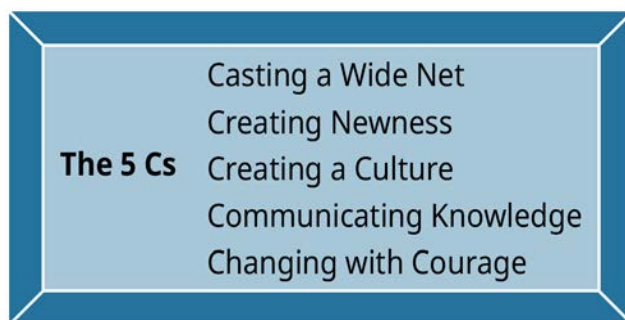 The 5 Cs
Casting a Wide Net
Creating Newness
Creating a Culture
Communicating Knowledge
Changing with Courage